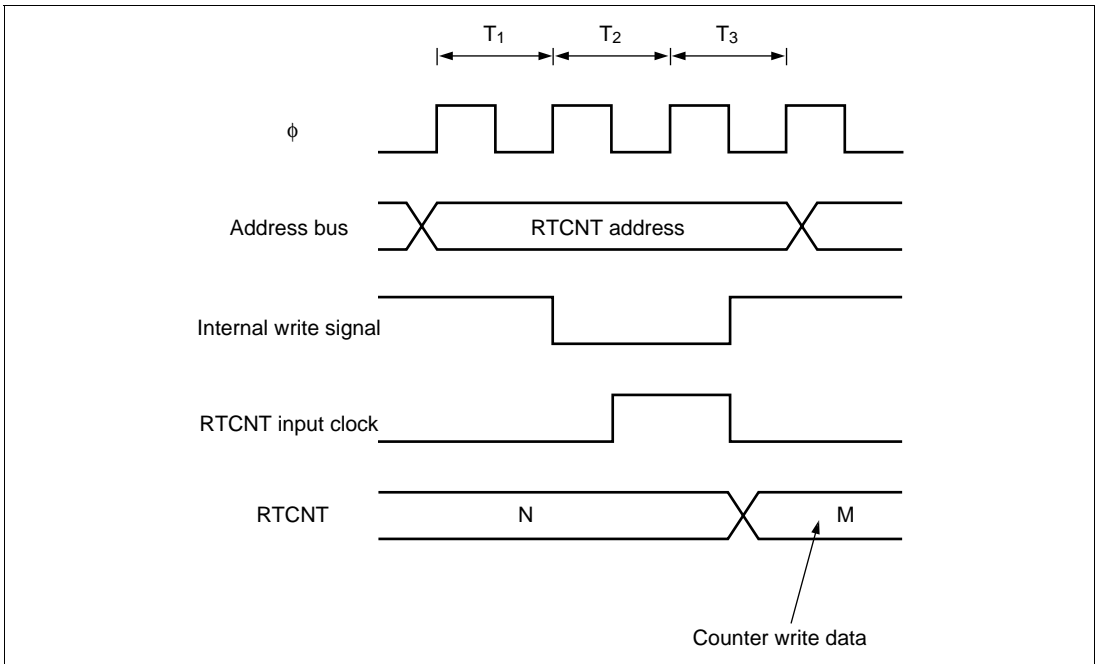 T1 T2 T3
φ
Address bus RTCNT address
Internal write signal
RTCNT input clock
RTCNT N M
Counter write data